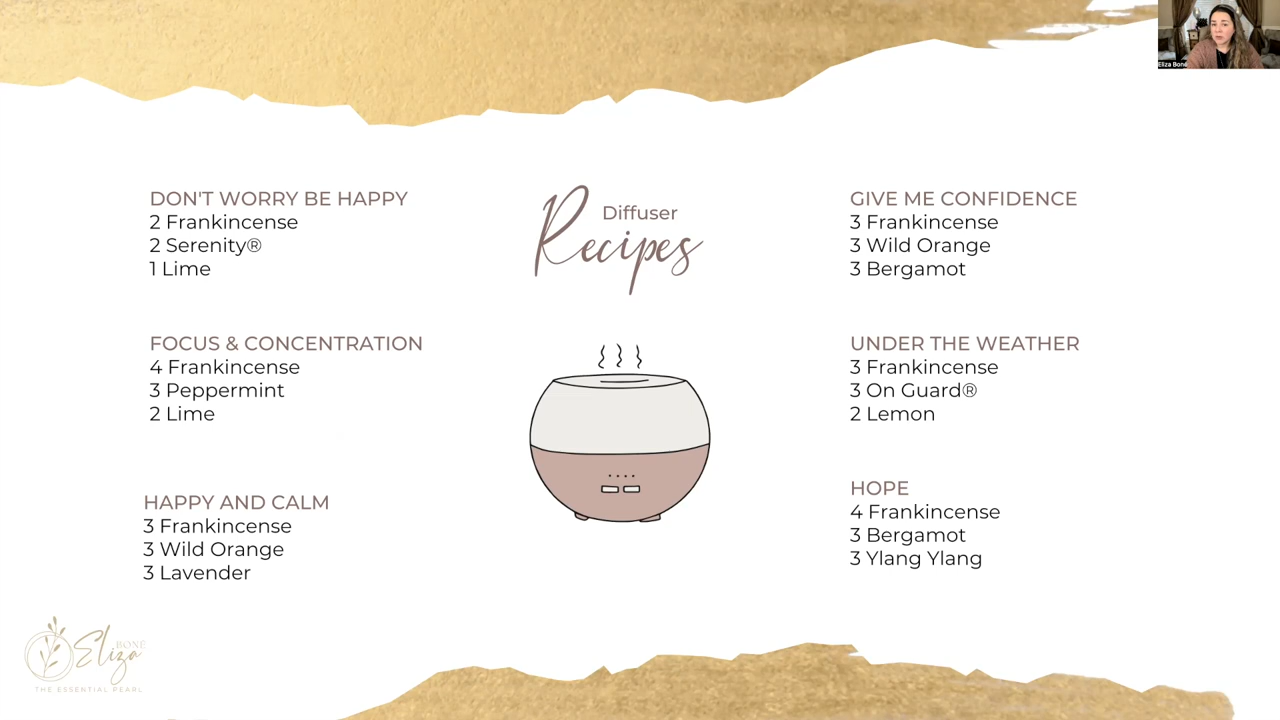 Eliza Boné
DON'T WORRY BE HAPPY
2 Frankincense
2 Serenity®
1 Lime
FOCUS & CONCENTRATION
4 Frankincense
3 Peppermint
2 Lime
HAPPY AND CALM
3 Frankincense
3 Wild Orange
3 Lavender
Diffuser
Recipes
GIVE ME CONFIDENCE
3 Frankincense
3 Wild Orange
3 Bergamot
UNDER THE WEATHER
3 Frankincense
3 On Guard®
2 Lemon
HOPE
4 Frankincense
3 Bergamot
3 Ylang Ylang
Eliza BONÉ
THE ESSENTIAL PEARL